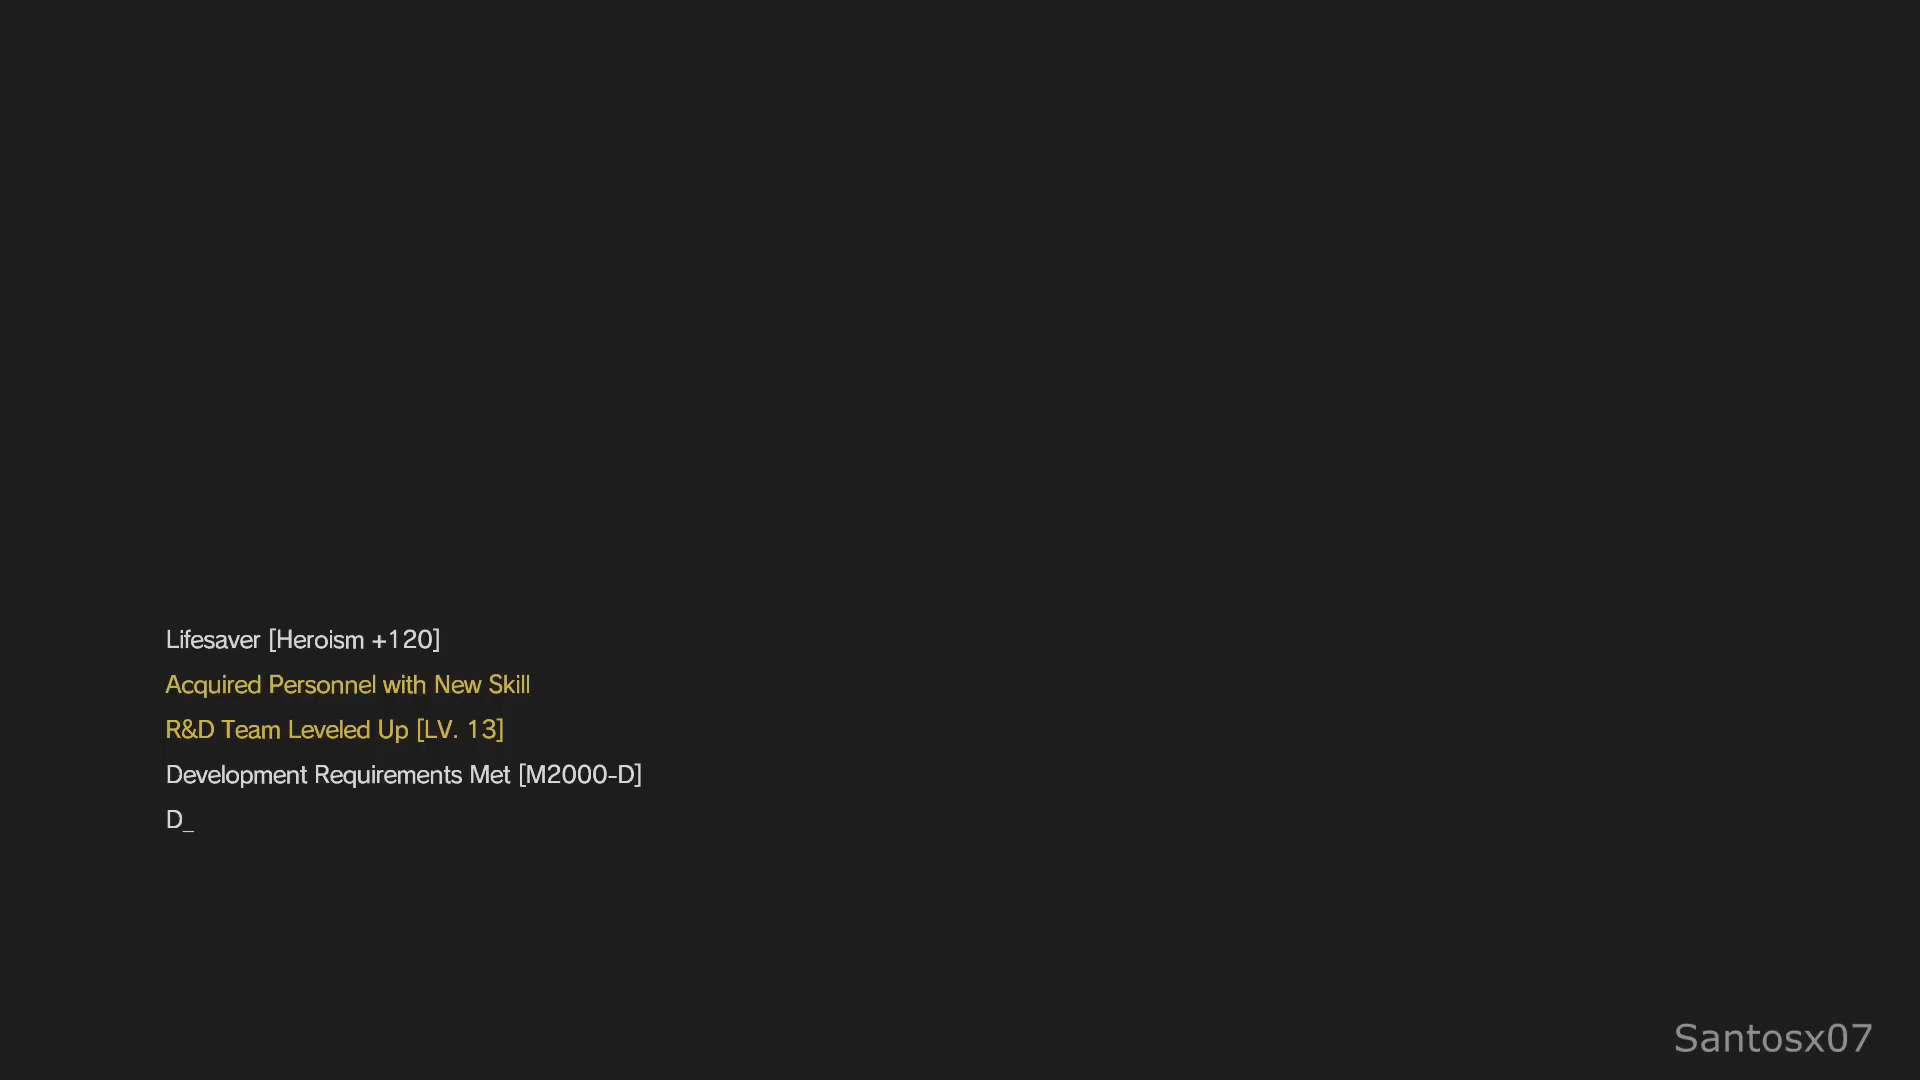 Lifesaver [Heroism +120]
Acquired Personnel with New Skill
R&D Team Leveled Up [LV. 13]
Development Requirements Met [M2000-D]
D_
Santosx07